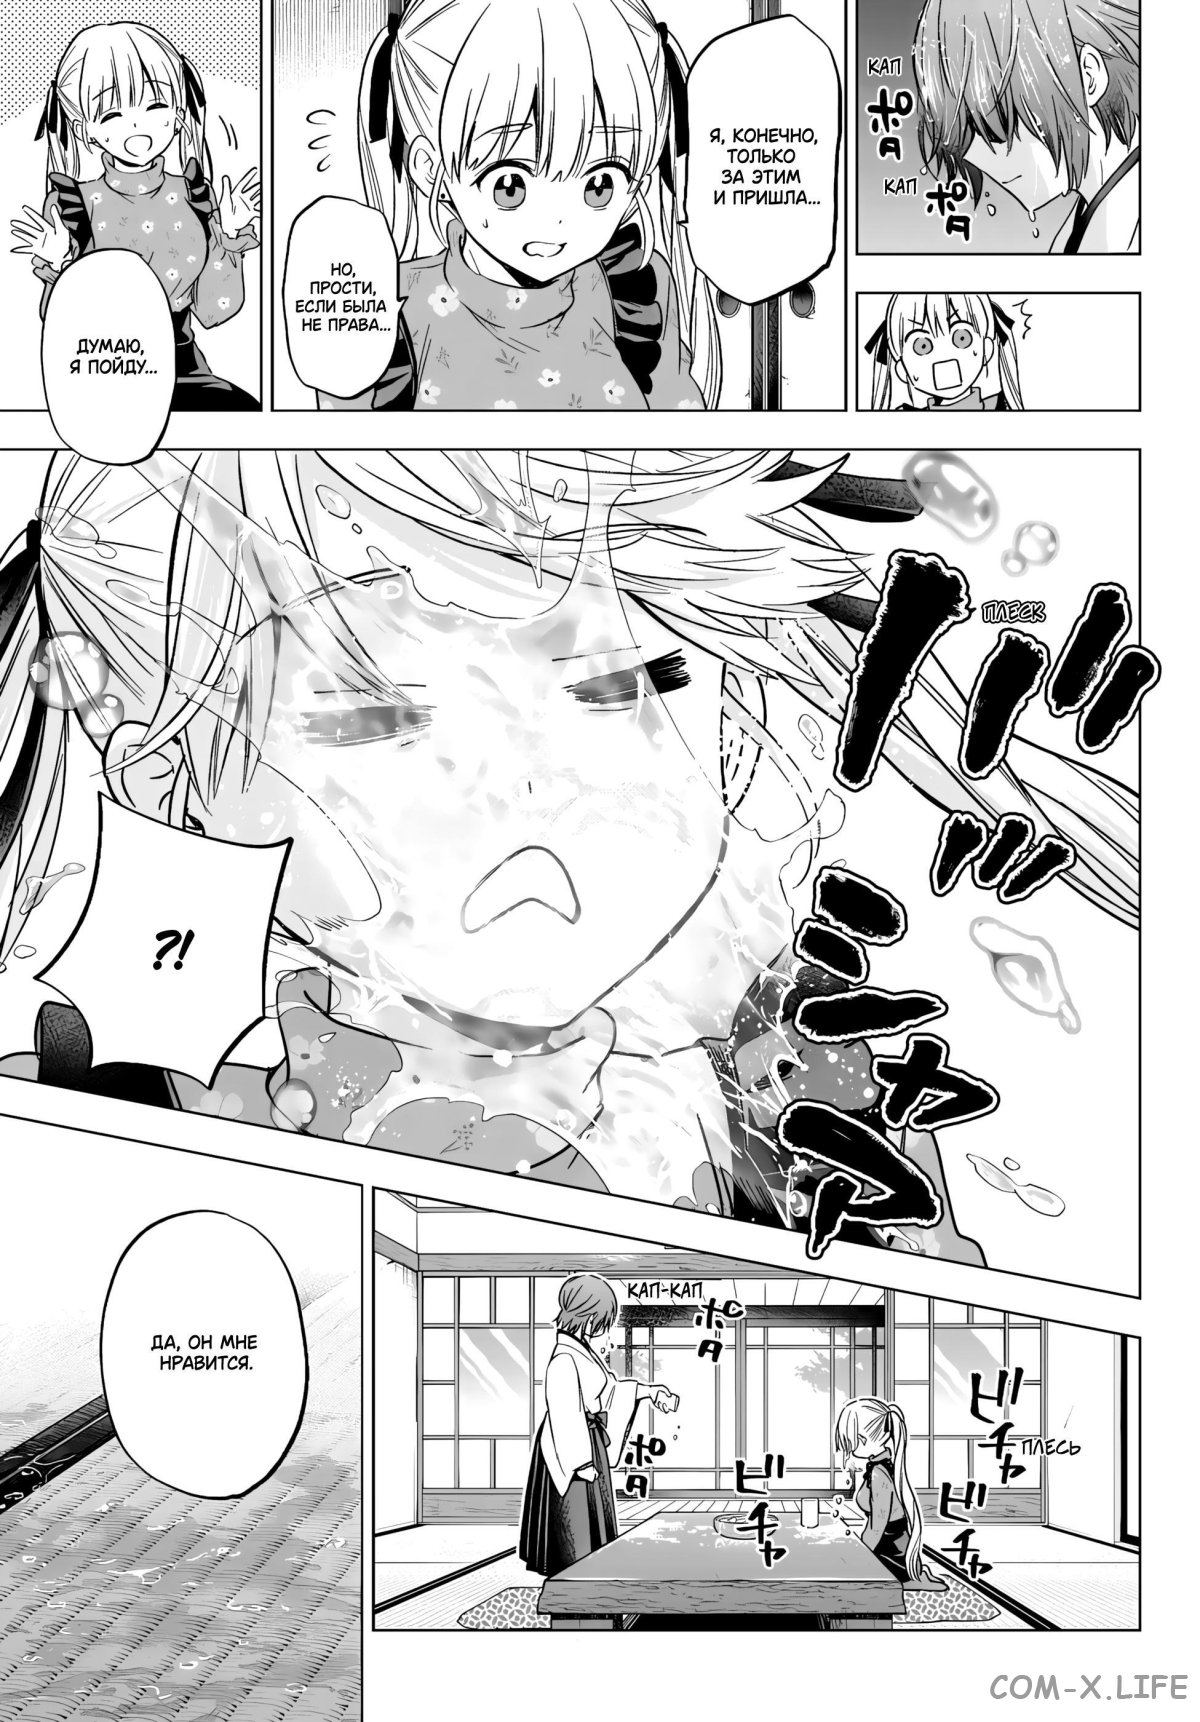 КАП
ポタ
КАП
ポタ
Я, КОНЕЧНО,
ТОЛЬКО
ЗА ЭТИМ
И ПРИШЛА...
НО,
ПРОСТИ,
ЕСЛИ БЫЛА
НЕ ПРАВА...
ДУМАЮ,
Я ПОЙДУ...
ПЛЕСК
バシャアッ
?!
КАП-КАП
ポタ
ポタ
ビチャ
ПЛЕСЬ
ビチャ
ビチャ
ДА, ОН МНЕ
НРАВИТСЯ.
COM-X.LIFE